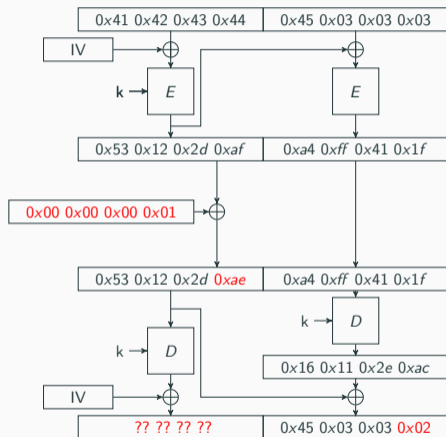 0x41 0x42 0x43 0x44 0x45 0x03 0x03 0x03
IV
k E E
0x53 0x12 0x2d 0xaf 0xa4 0xff 0x41 0x1f
0x00 0x00 0x00 0x01
0x53 0x12 0x2d 0xae 0xa4 0xff 0x41 0x1f
k D
k D
0x16 0x11 0x2e 0xac
IV
?? ?? ?? ?? 0x45 0x03 0x03 0x02